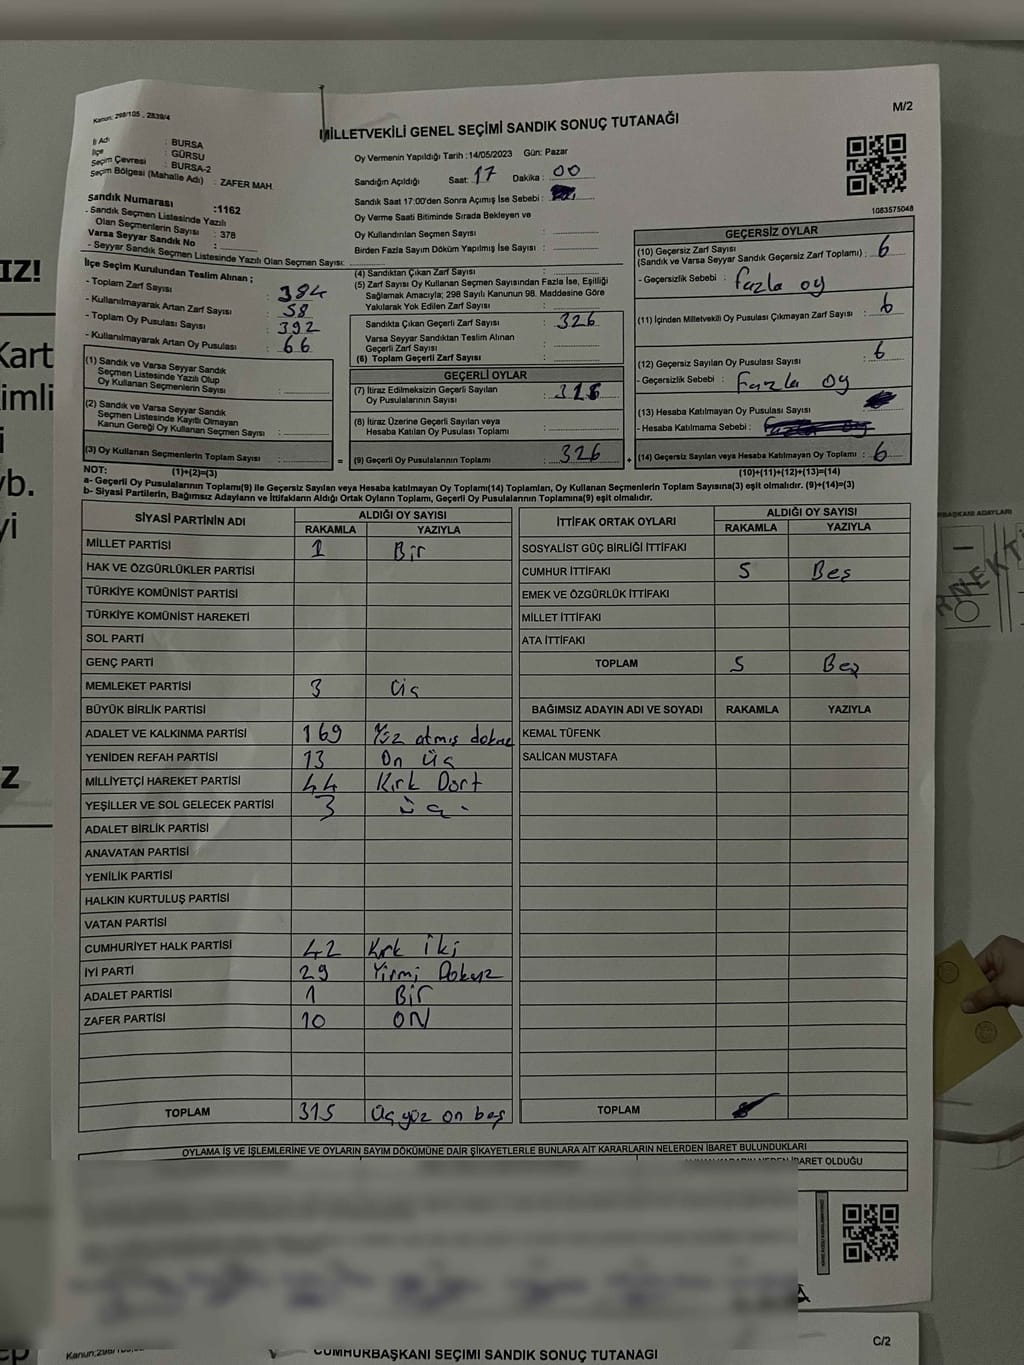 M/2
Kanun: 298/105 , 2839/4
MİLLETVEKİLİ GENEL SEÇİMİ SANDIK SONUÇ TUTANAĞI
İl Adı : BURSA
İlçe : GÜRSU
Seçim Çevresi : BURSA-2
Seçim Bölgesi (Mahalle Adı) : ZAFER MAH.
Oy Vermenin Yapıldığı Tarih :14/05/2023 Gün: Pazar
Sandığın Açıldığı Saat: 17 Dakika : 00
Sandık Saat 17:00'den Sonra Açılmış İse Sebebi :
Oy Verme Saati Bitiminde Sırada Bekleyen ve
Oy Kullandırılan Seçmen Sayısı :
Birden Fazla Sayım Döküm Yapılmış İse Sayısı :
1083575048
Sandık Numarası :1162
- Sandık Seçmen Listesinde Yazılı
Olan Seçmenlerin Sayısı : 378
Varsa Seyyar Sandık No :
- Seyyar Sandık Seçmen Listesinde Yazılı Olan Seçmen Sayısı:
İlçe Seçim Kurulundan Teslim Alınan ;
- Toplam Zarf Sayısı : 384
- Kullanılmayarak Artan Zarf Sayısı : 58
- Toplam Oy Pusulası Sayısı : 392
- Kullanılmayarak Artan Oy Pusulası : 66
(1) Sandık ve Varsa Seyyar Sandık
Seçmen Listesinde Yazılı Olup
Oy Kullanan Seçmenlerin Sayısı :
(2) Sandık ve Varsa Seyyar Sandık
Seçmen Listesinde Kayıtlı Olmayan
Kanun Gereği Oy Kullanan Seçmen Sayısı :
(3) Oy Kullanan Seçmenlerin Toplam Sayısı :
(4) Sandıktan Çıkan Zarf Sayısı :
(5) Zarf Sayısı Oy Kullanan Seçmen Sayısından Fazla İse, Eşitliği
Sağlamak Amacıyla; 298 Sayılı Kanunun 98. Maddesine Göre
Yakılarak Yok Edilen Zarf Sayısı :
Sandıkta Çıkan Geçerli Zarf Sayısı : 326
Varsa Seyyar Sandıktan Teslim Alınan
Geçerli Zarf Sayısı :
(6) Toplam Geçerli Zarf Sayısı :
GEÇERLİ OYLAR
(7) İtiraz Edilmeksizin Geçerli Sayılan
Oy Pusulalarının Sayısı :
(8) İtiraz Üzerine Geçerli Sayılan veya
Hesaba Katılan Oy Pusulası Toplamı :
= (9) Geçerli Oy Pusulalarının Toplamı : 326 +
GEÇERSİZ OYLAR
(10) Geçersiz Zarf Sayısı
(Sandık ve Varsa Seyyar Sandık Geçersiz Zarf Toplamı) : 6
- Geçersizlik Sebebi : fazla oy
(11) İçinden Milletvekili Oy Pusulası Çıkmayan Zarf Sayısı : 6
(12) Geçersiz Sayılan Oy Pusulası Sayısı : 6
- Geçersizlik Sebebi : Fazla oy
(13) Hesaba Katılmayan Oy Pusulası Sayısı :
- Hesaba Katılmama Sebebi :
(14) Geçersiz Sayılan veya Hesaba Katılmayan Oy Toplamı : 6
NOT: (1)+(2)=(3) (10)+(11)+(12)+(13)=(14)
a- Geçerli Oy Pusulalarının Toplamı(9) ile Geçersiz Sayılan veya Hesaba Katılmayan Oy Toplamı(14) Toplamları, Oy Kullanan Seçmenlerin Toplam Sayısına(3) eşit olmalıdır. (9)+(14)=(3)
b- Siyasi Partilerin, Bağımsız Adayların ve İttifakların Aldığı Ortak Oyların Toplamı, Geçerli Oy Pusulalarının Toplamına(9) eşit olmalıdır.
SİYASİ PARTİNİN ADI ALDIĞI OY SAYISI
RAKAMLA YAZIYLA
MİLLET PARTİSİ 1 Bir
HAK VE ÖZGÜRLÜKLER PARTİSİ
TÜRKİYE KOMÜNİST PARTİSİ
TÜRKİYE KOMÜNİST HAREKETİ
SOL PARTİ
GENÇ PARTİ
MEMLEKET PARTİSİ 3 Üç
BÜYÜK BİRLİK PARTİSİ
ADALET VE KALKINMA PARTİSİ 169 Yüz atmış dokuz
YENİDEN REFAH PARTİSİ 13 On Üç
MİLLİYETÇİ HAREKET PARTİSİ 44 Kırk Dört
YEŞİLLER VE SOL GELECEK PARTİSİ 3 üç
ADALET BİRLİK PARTİSİ
ANAVATAN PARTİSİ
YENİLİK PARTİSİ
HALKIN KURTULUŞ PARTİSİ
VATAN PARTİSİ
CUMHURİYET HALK PARTİSİ 42 Kırk iki
İYİ PARTİ 29 Yirmi Dokuz
ADALET PARTİSİ 1 Bir
ZAFER PARTİSİ 10 ON
TOPLAM 315 Üç yüz on beş
İTTİFAK ORTAK OYLARI ALDIĞI OY SAYISI
RAKAMLA YAZIYLA
SOSYALİST GÜÇ BİRLİĞİ İTTİFAKI
CUMHUR İTTİFAKI 5 Beş
EMEK VE ÖZGÜRLÜK İTTİFAKI
MİLLET İTTİFAKI
ATA İTTİFAKI
TOPLAM 5 Beş
BAĞIMSIZ ADAYIN ADI VE SOYADI RAKAMLA YAZIYLA
KEMAL TÜFENK
SALİCAN MUSTAFA
TOPLAM
OYLAMA İŞ VE İŞLEMLERİNE VE OYLARIN SAYIM DÖKÜMÜNE DAİR ŞİKAYETLERLE BUNLARA AİT KARARLARIN NELERDEN İBARET BULUNDUKLARI
İBARET OLDUĞU
C/2
CUMHURBAŞKANI SEÇİMİ SANDIK SONUÇ TUTANAĞI
IZ!
Kart
imli
yb.
yi
z
RNEKT